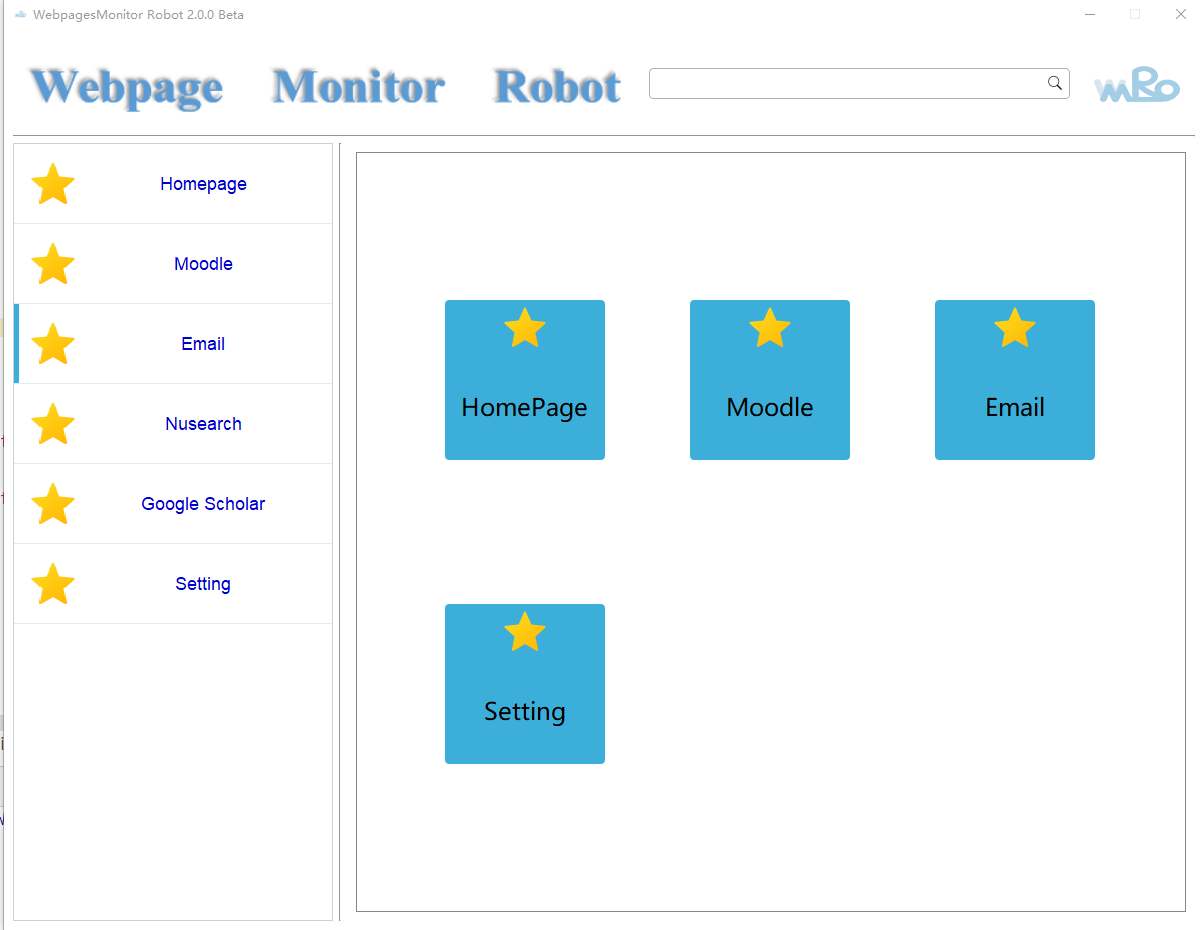 WebpagesMonitor Robot 2.0.0 Beta
Webpage Monitor Robot
mRo
Homepage
Moodle
Email
Nusearch
Google Scholar
Setting
HomePage
Moodle
Email
Setting